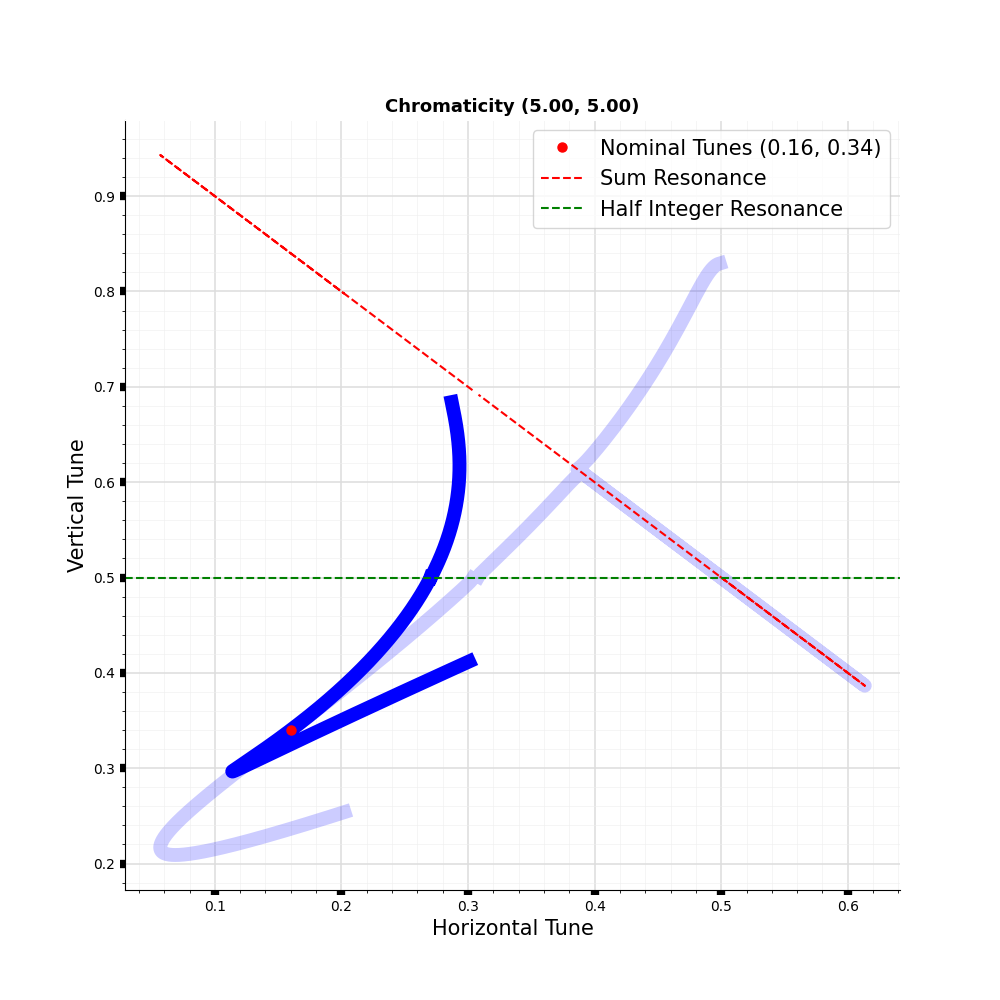 Chromaticity (5.00, 5.00)
Nominal Tunes (0.16, 0.34)
Sum Resonance
Half Integer Resonance
Vertical Tune
0.9
0.8
0.7
0.6
0.5
0.4
0.3
0.2
0.1 0.2 0.3 0.4 0.5 0.6
Horizontal Tune